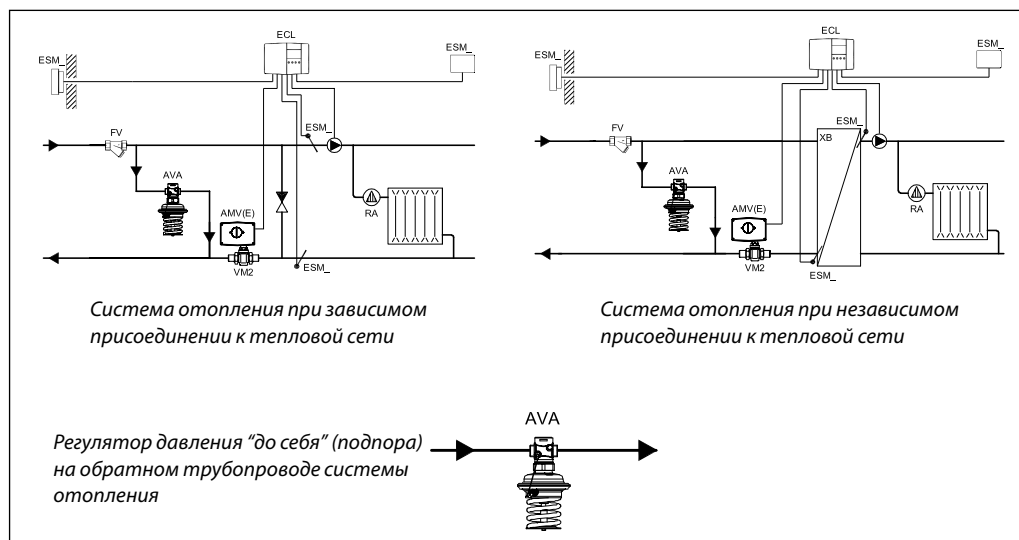 ECL
ESM_
ESM_
ESM_
FV
AVA
AMV(E)
RA
VM2
ESM_
Система отопления при зависимом
присоединении к тепловой сети
ECL
ESM_
ESM_
ESM_
FV
XB
AVA
AMV(E)
RA
VM2
ESM_
Система отопления при независимом
присоединении к тепловой сети
AVA
Регулятор давления “до себя” (подпора)
на обратном трубопроводе системы
отопления